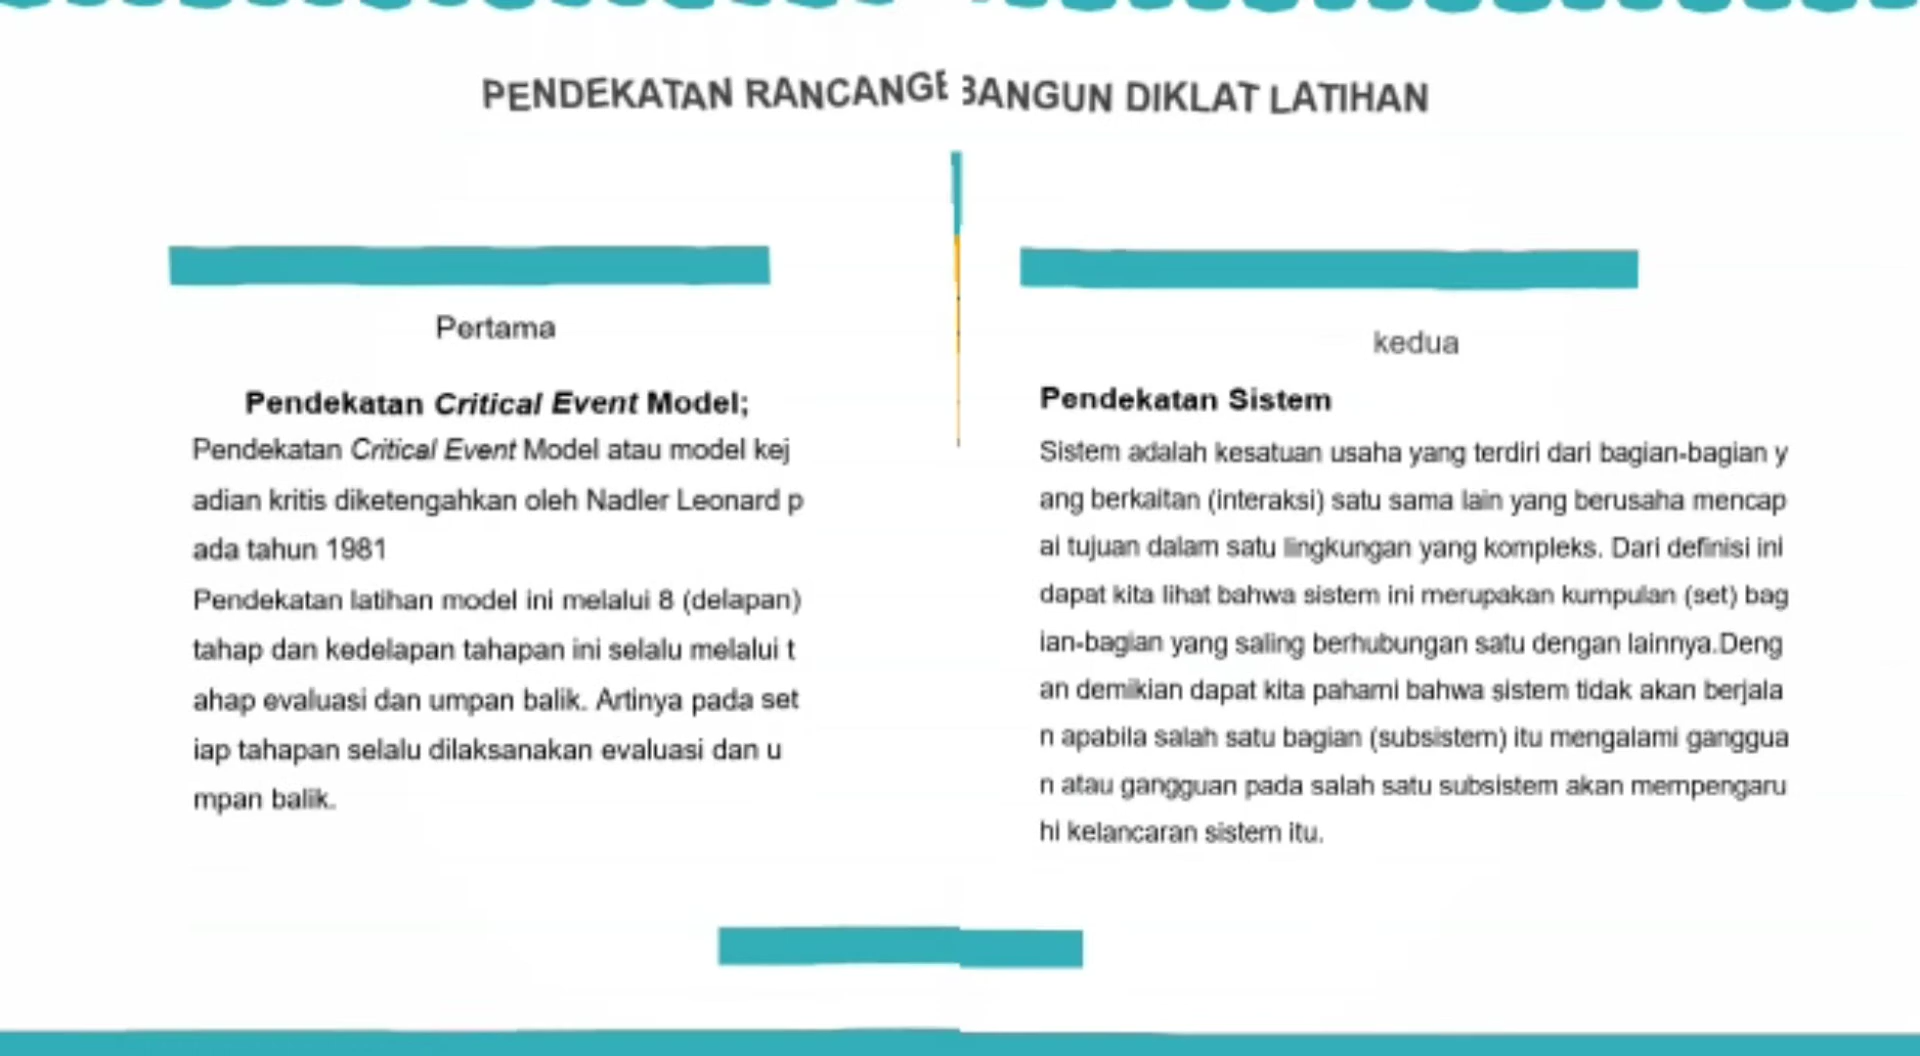 PENDEKATAN RANCANG BANGUN DIKLAT LATIHAN
Pertama
Pendekatan Critical Event Model;
Pendekatan Critical Event Model atau model kej
adian kritis diketengahkan oleh Nadler Leonard p
ada tahun 1981
Pendekatan latihan model ini melalui 8 (delapan)
tahap dan kedelapan tahapan ini selalu melalui t
ahap evaluasi dan umpan balik. Artinya pada set
iap tahapan selalu dilaksanakan evaluasi dan u
mpan balik.
kedua
Pendekatan Sistem
Sistem adalah kesatuan usaha yang terdiri dari bagian-bagian y
ang berkaitan (interaksi) satu sama lain yang berusaha mencap
ai tujuan dalam satu lingkungan yang kompleks. Dari definisi ini
dapat kita lihat bahwa sistem ini merupakan kumpulan (set) bag
ian-bagian yang saling berhubungan satu dengan lainnya.Deng
an demikian dapat kita pahami bahwa sistem tidak akan berjala
n apabila salah satu bagian (subsistem) itu mengalami ganggua
n atau gangguan pada salah satu subsistem akan mempengaru
hi kelancaran sistem itu.